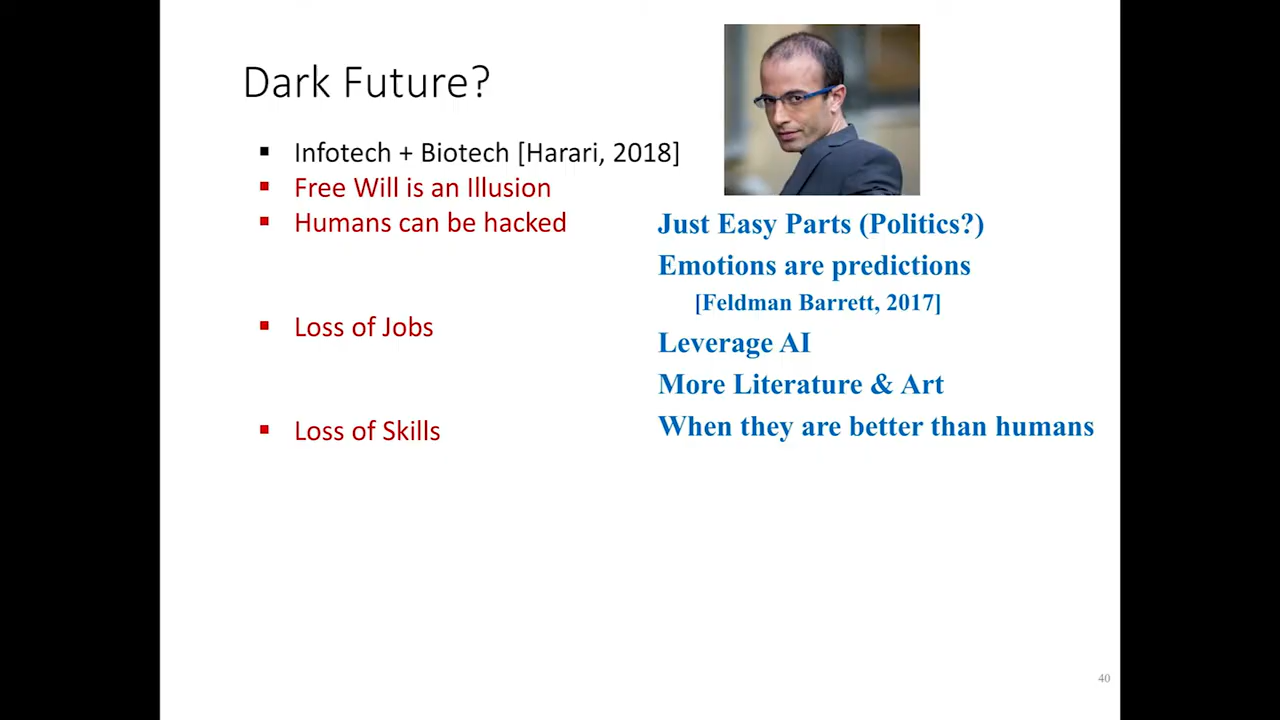 Dark Future?
Infotech + Biotech [Harari, 2018]
Free Will is an Illusion
Humans can be hacked
Just Easy Parts (Politics?)
Emotions are predictions
[Feldman Barrett, 2017]
Loss of Jobs
Leverage AI
More Literature & Art
Loss of Skills
When they are better than humans
40